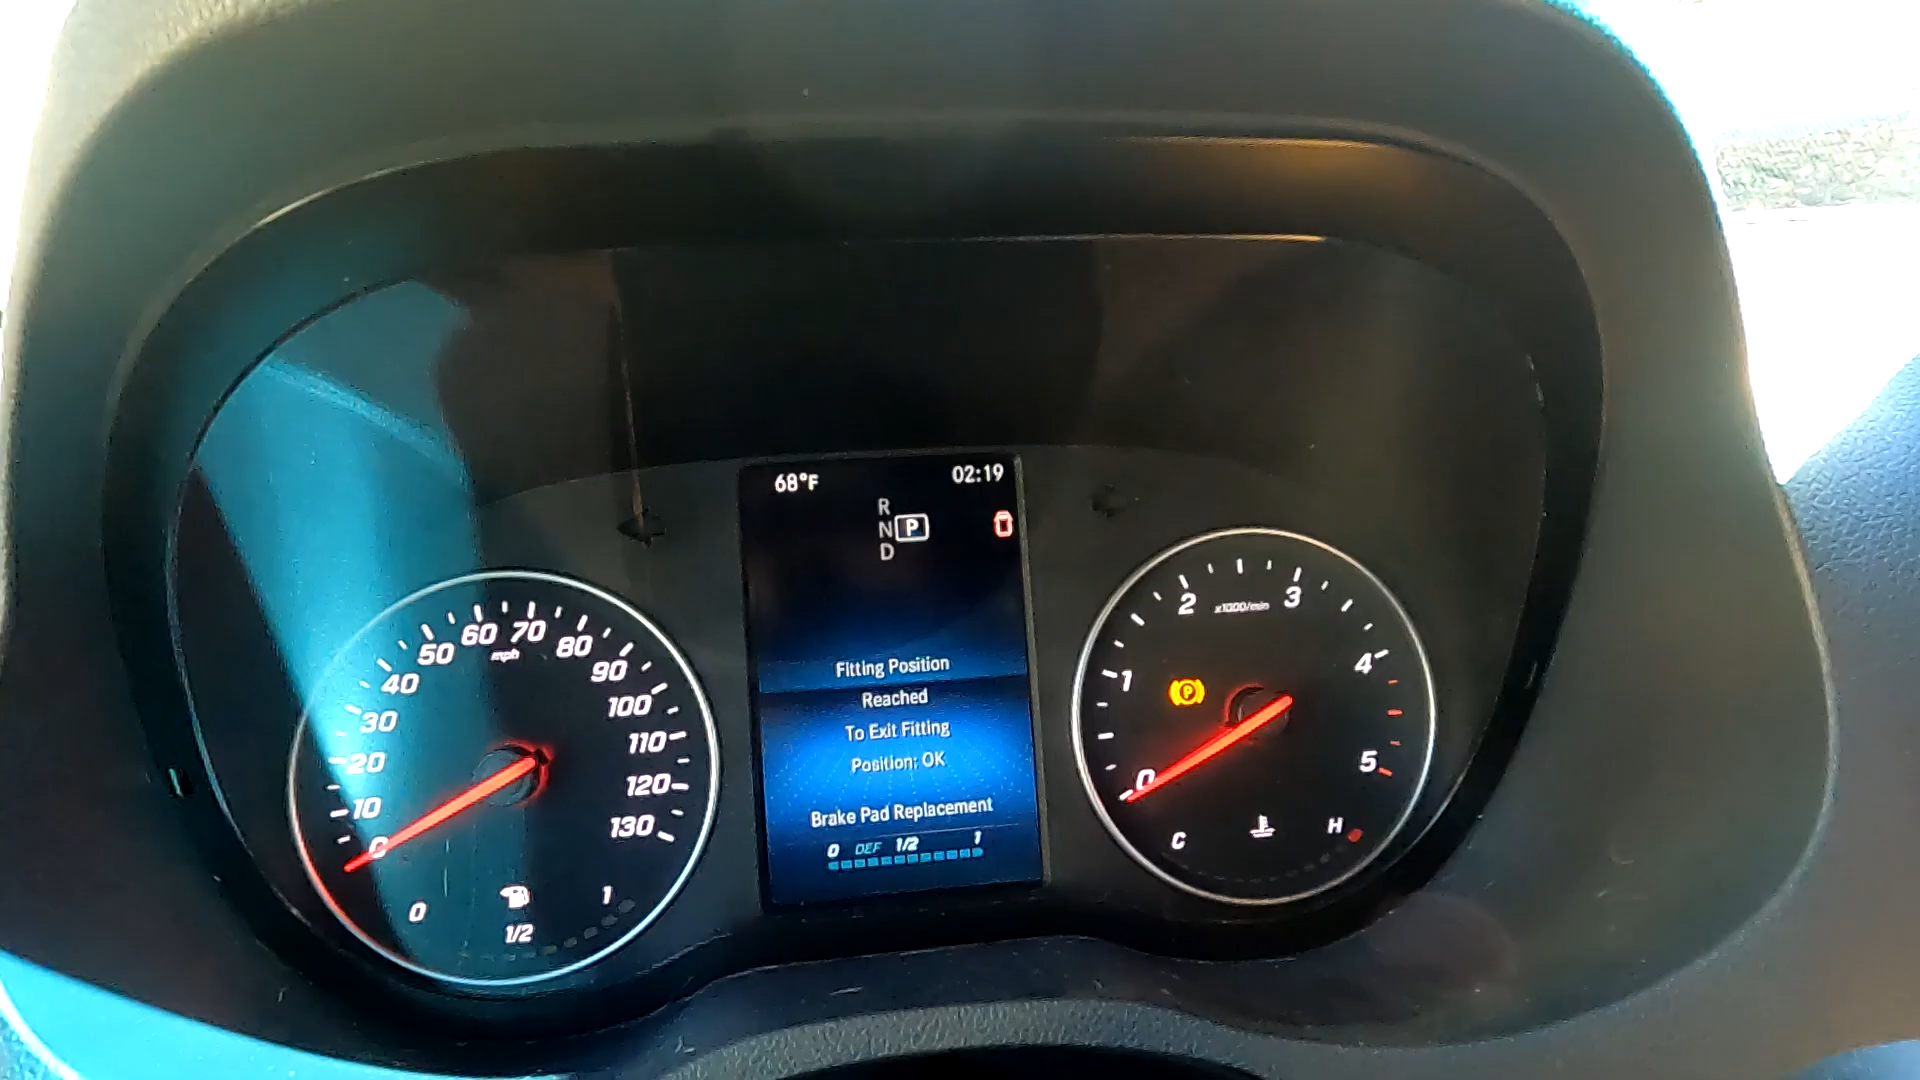 68°F 02:19
R
N P
D
Fitting Position
Reached
To Exit Fitting
Position: OK
Brake Pad Replacement
0 DEF 1/2 1
0 10 20 30 40 50 60 70 80 90 100 110 120 130
mph
0 1/2 1
0 1 2 3 4 5
x1000/min
P
C H